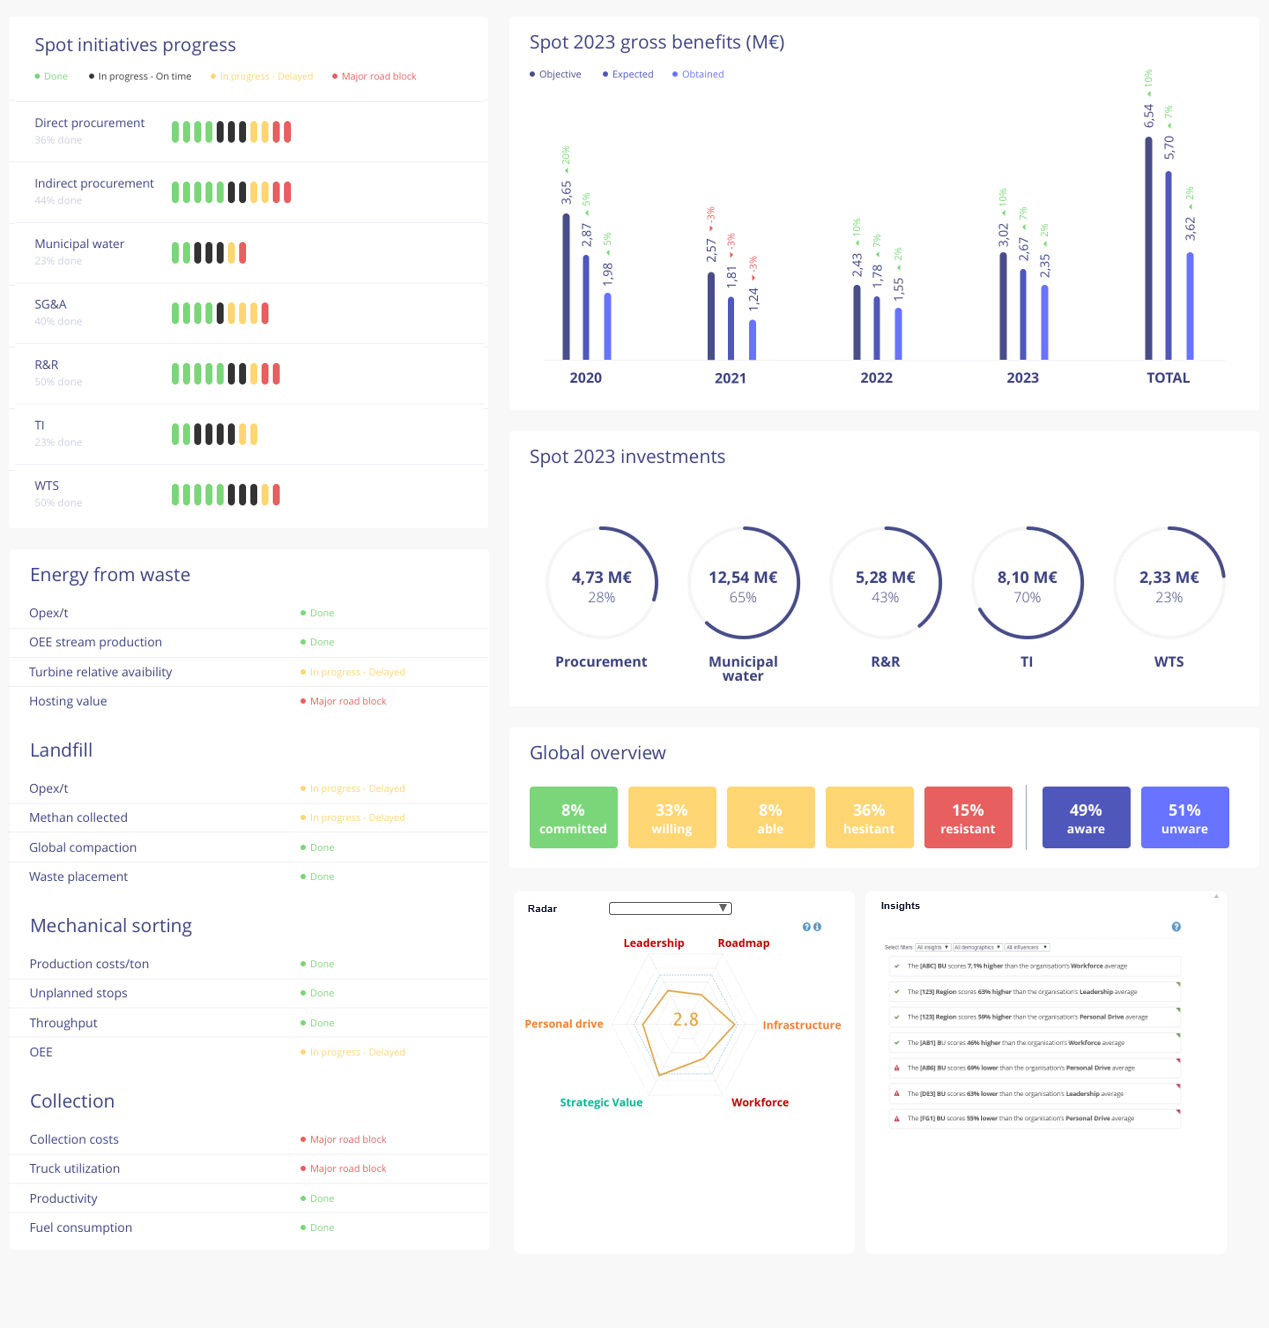 Spot initiatives progress
Done In progress - On time In progress - Delayed Major road block
Direct procurement
36% done
Indirect procurement
44% done
Municipal water
23% done
SG&A
40% done
R&R
50% done
TI
23% done
WTS
50% done
Energy from waste
Opex/t Done
OEE stream production Done
Turbine relative avaibility In progress - Delayed
Hosting value Major road block
Landfill
Opex/t In progress - Delayed
Methan collected In progress - Delayed
Global compaction Done
Waste placement Done
Mechanical sorting
Production costs/ton Done
Unplanned stops Done
Throughput Done
OEE In progress - Delayed
Collection
Collection costs Major road block
Truck utilization Major road block
Productivity Done
Fuel consumption Done
Spot 2023 gross benefits (M€)
Objective Expected Obtained
3,65 20%
2,87 5%
1,98 5%
2,57 -3%
1,81 -3%
1,24 -3%
2,43 10%
1,78 7%
1,55 2%
3,02 10%
2,67 7%
2,35 2%
6,54 10%
5,70 7%
3,62 2%
2020 2021 2022 2023 TOTAL
Spot 2023 investments
4,73 M€ 12,54 M€ 5,28 M€ 8,10 M€ 2,33 M€
28% 65% 43% 70% 23%
Procurement Municipal R&R TI WTS
water
Global overview
8% 33% 8% 36% 15% 49% 51%
committed willing able hesitant resistant aware unware
Radar
Leadership Roadmap
Personal drive 2.8 Infrastructure
Strategic Value Workforce
Insights
Select filters: All insights All demographics All influencers
The [ABC] BU scores 7,1% higher than the organisation's Workforce average
The [123] Region scores 63% higher than the organisation's Leadership average
The [123] Region scores 59% higher than the organisation's Personal Drive average
The [AB1] BU scores 46% higher than the organisation's Workforce average
The [AB6] BU scores 69% lower than the organisation's Personal Drive average
The [DE3] BU scores 63% lower than the organisation's Leadership average
The [FG1] BU scores 55% lower than the organisation's Personal Drive average